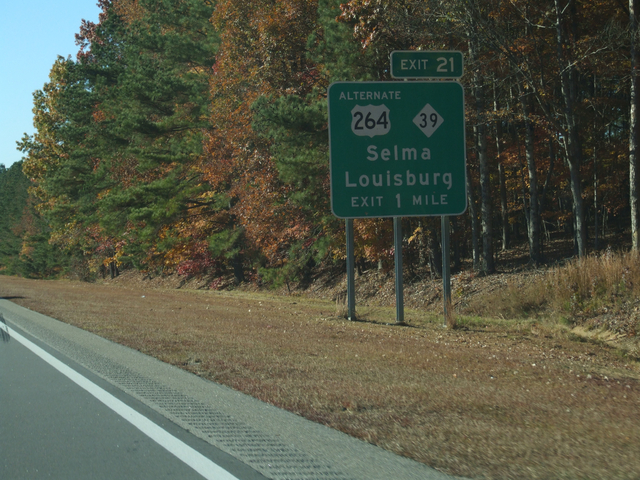 EXIT 21
ALTERNATE
264 39
Selma
Louisburg
EXIT 1 MILE